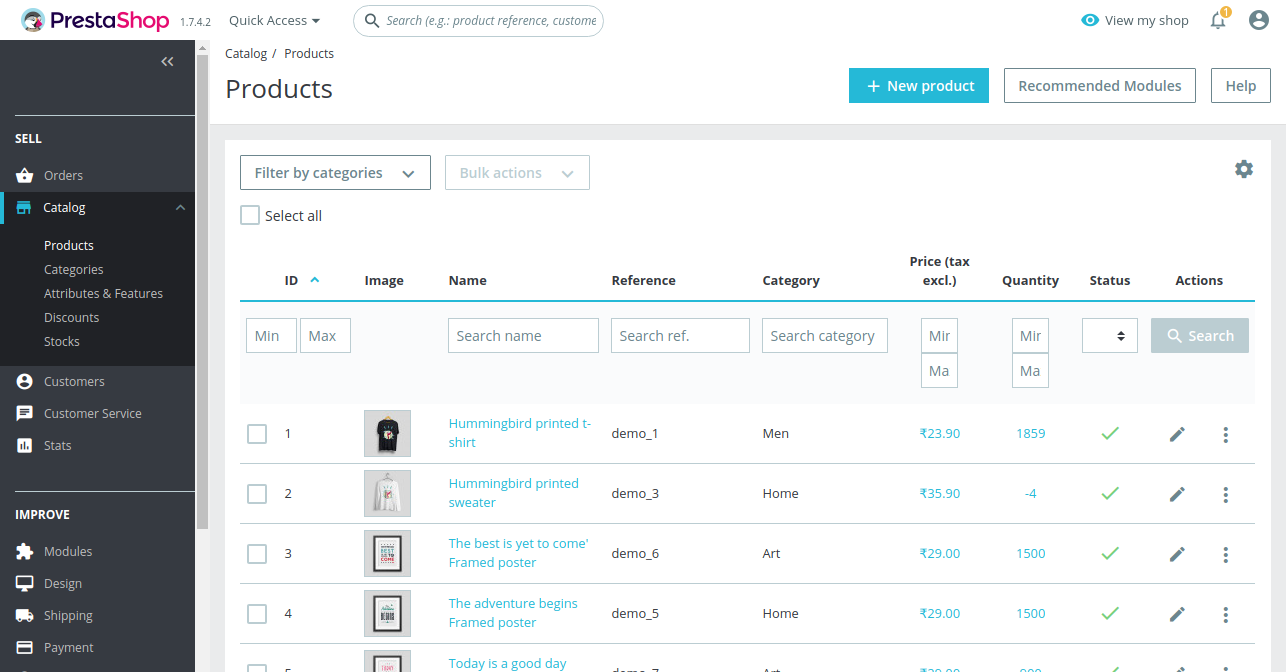 PrestaShop 1.7.4.2 Quick Access Search (e.g.: product reference, custome View my shop 1
Catalog / Products
Products
+ New product Recommended Modules Help
SELL
Orders
Catalog
Products
Categories
Attributes & Features
Discounts
Stocks
Customers
Customer Service
Stats
IMPROVE
Modules
Design
Shipping
Payment
Filter by categories Bulk actions
Select all
ID Image Name Reference Category Price (tax excl.) Quantity Status Actions
Min Max Search name Search ref. Search category Mir Mir Search
Ma Ma
1 Hummingbird printed t-shirt demo_1 Men ₹23.90 1859
2 Hummingbird printed sweater demo_3 Home ₹35.90 -4
3 The best is yet to come' Framed poster demo_6 Art ₹29.00 1500
4 The adventure begins Framed poster demo_5 Home ₹29.00 1500
Today is a good day